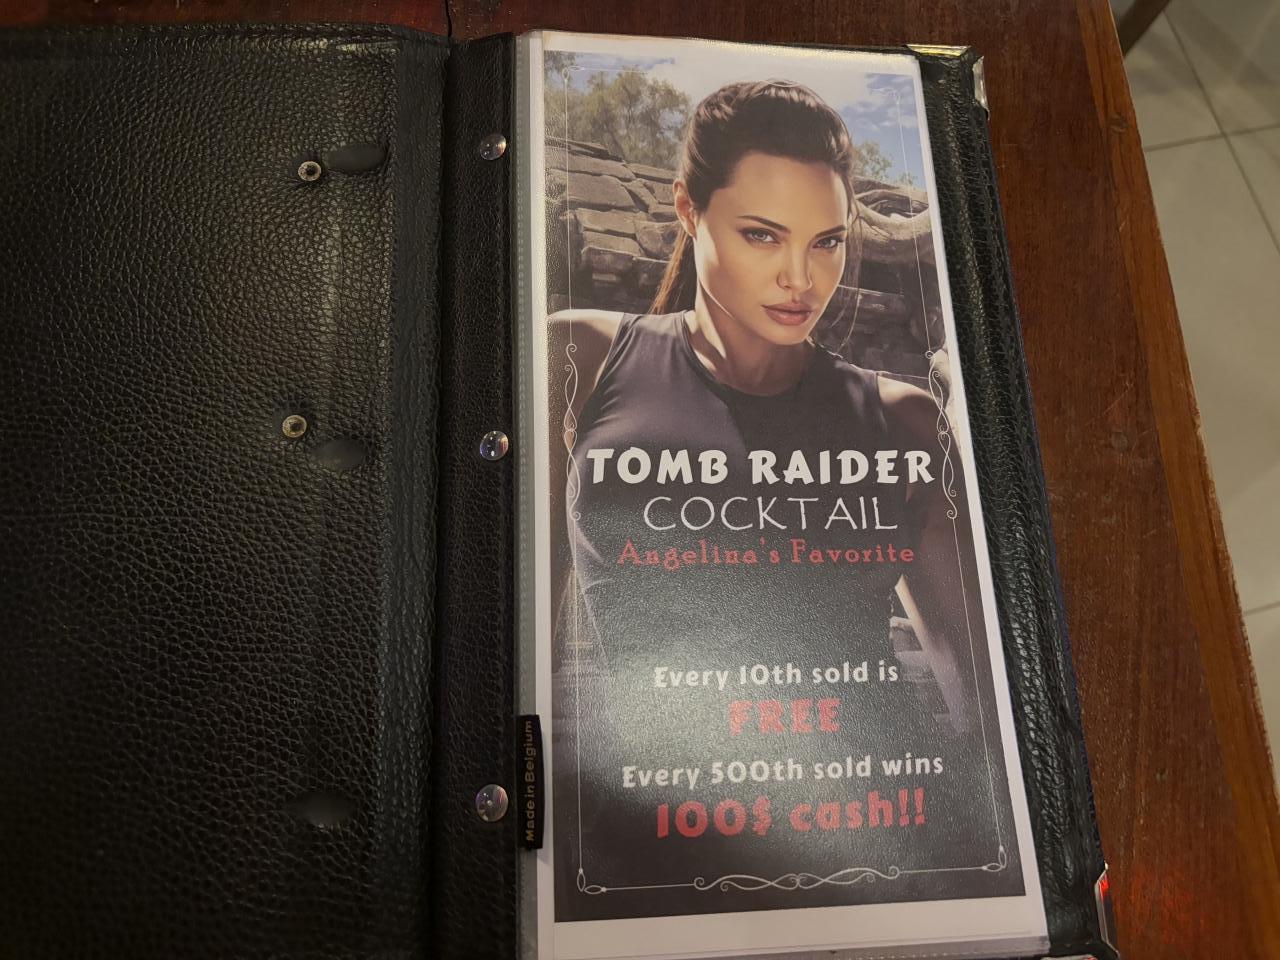 TOMB RAIDER
COCKTAIL
Angelina's Favorite
Every 10th sold is
FREE
Every 500th sold wins
100$ cash!!
Made in Belgium